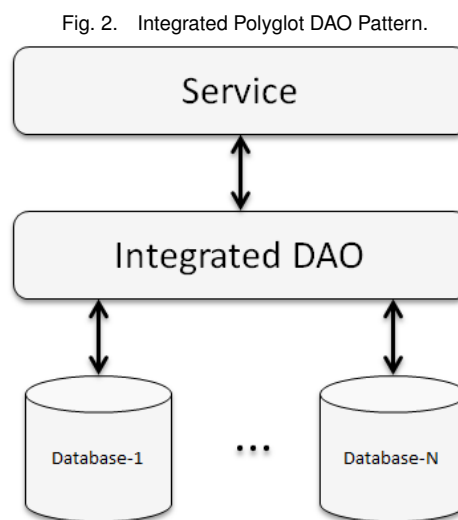 Fig. 2. Integrated Polyglot DAO Pattern.
Service
Integrated DAO
Database-1
...
Database-N